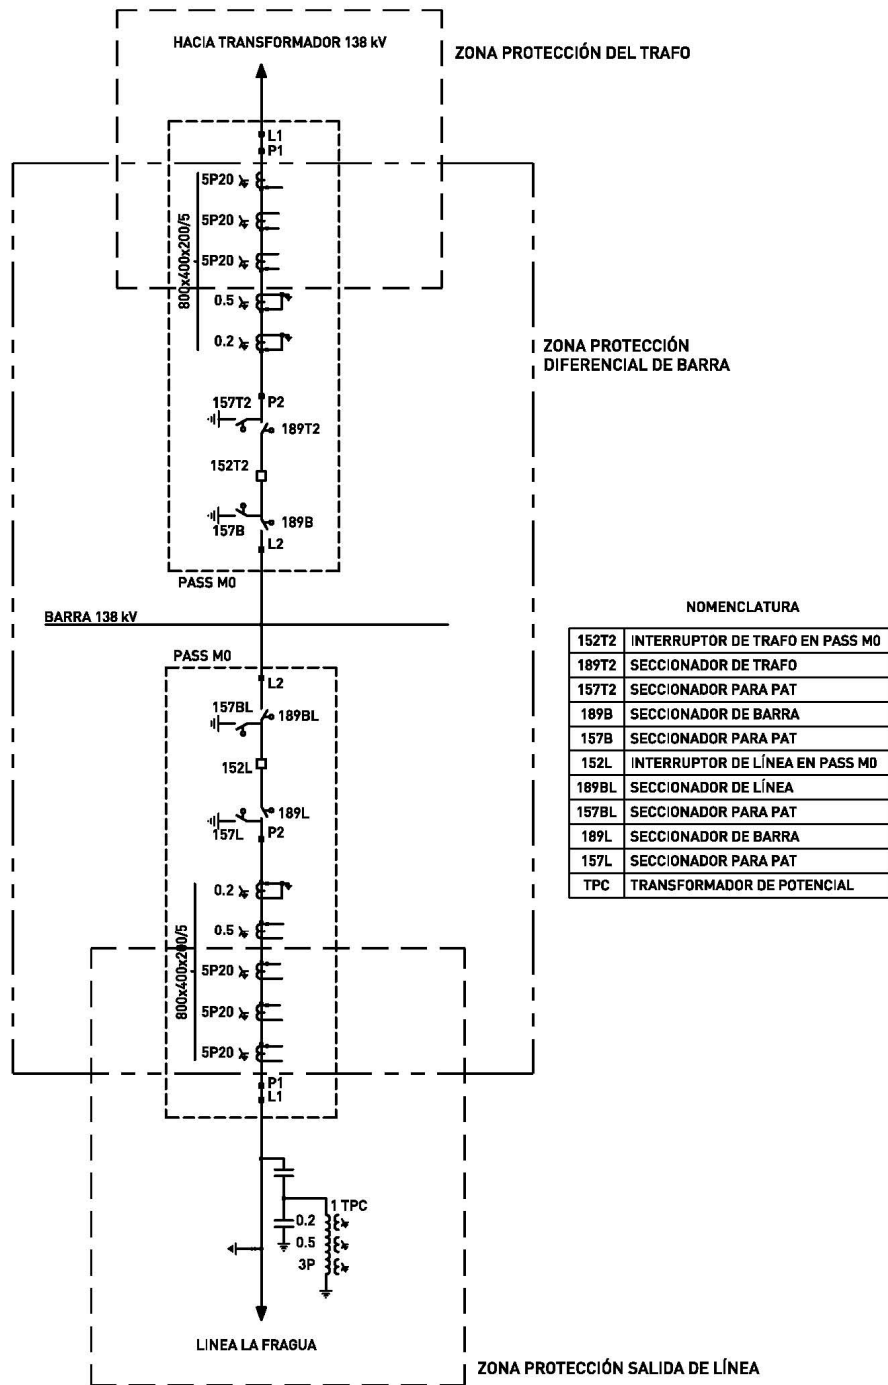 HACIA TRANSFORMADOR 138 kV
ZONA PROTECCIÓN DEL TRAFO
L1
P1
5P20
5P20
5P20
0.5
0.2
800x400x200/5
ZONA PROTECCIÓN
DIFERENCIAL DE BARRA
157T2
P2
189T2
152T2
157B
189B
L2
PASS M0
BARRA 138 kV
PASS M0
L2
157BL
189BL
152L
189L
157L
P2
0.2
0.5
5P20
5P20
5P20
800x400x200/5
P1
L1
1 TPC
0.2
0.5
3P
LINEA LA FRAGUA
ZONA PROTECCIÓN SALIDA DE LÍNEA
NOMENCLATURA
152T2 INTERRUPTOR DE TRAFO EN PASS M0
189T2 SECCIONADOR DE TRAFO
157T2 SECCIONADOR PARA PAT
189B SECCIONADOR DE BARRA
157B SECCIONADOR PARA PAT
152L INTERRUPTOR DE LÍNEA EN PASS M0
189BL SECCIONADOR DE LÍNEA
157BL SECCIONADOR PARA PAT
189L SECCIONADOR DE BARRA
157L SECCIONADOR PARA PAT
TPC TRANSFORMADOR DE POTENCIAL